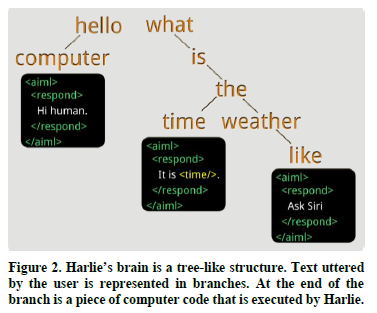 hello what
computer
is
the
time weather
like
<aiml>
<respond>
Hi human.
</respond>
</aiml>
<aiml>
<respond>
It is <time/>.
</respond>
</aiml>
<aiml>
<respond>
Ask Siri
</respond>
</aiml>
Figure 2. Harlie’s brain is a tree-like structure. Text uttered
by the user is represented in branches. At the end of the
branch is a piece of computer code that is executed by Harlie.